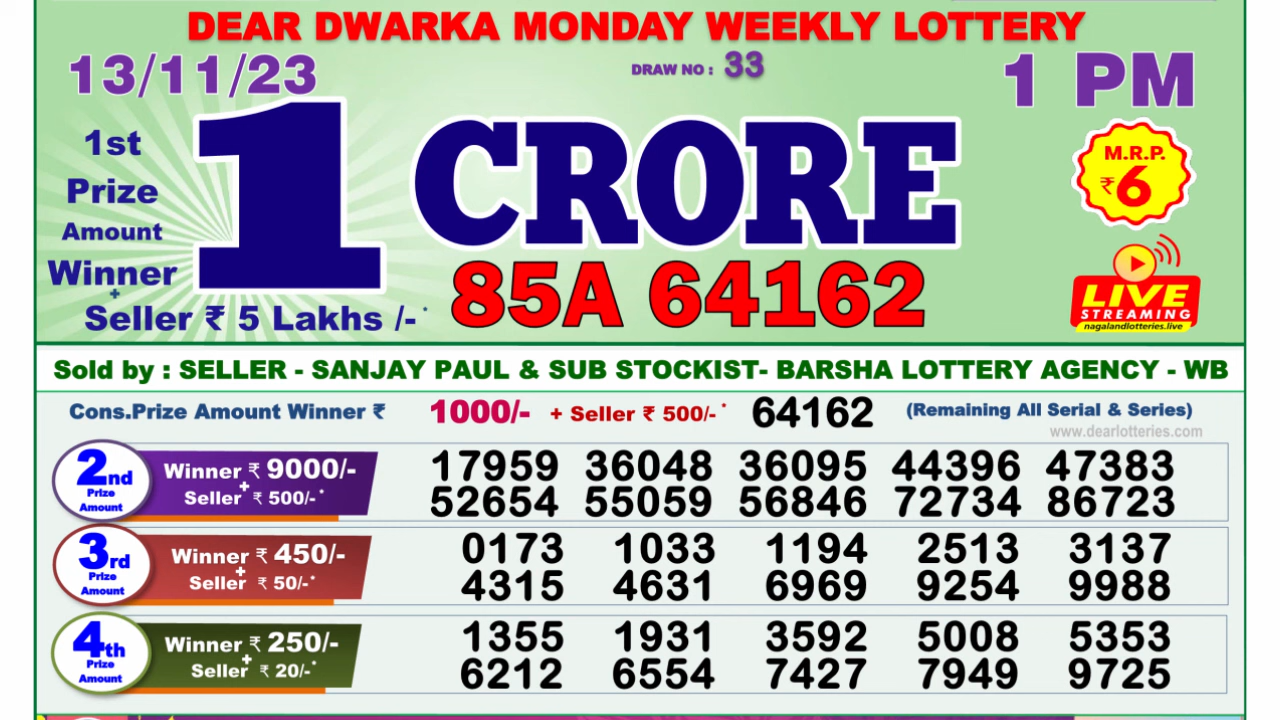 DEAR DWARKA MONDAY WEEKLY LOTTERY
13/11/23
DRAW NO : 33
1 PM
1st
Prize
Amount
Winner
+
Seller ₹ 5 Lakhs /-*
1 CRORE
85A 64162
M.R.P.
₹6
LIVE
STREAMING
nagalandlotteries.live
Sold by : SELLER - SANJAY PAUL & SUB STOCKIST- BARSHA LOTTERY AGENCY - WB
Cons.Prize Amount Winner ₹ 1000/- + Seller ₹ 500/-* 64162 (Remaining All Serial & Series)
www.dearlotteries.com
2nd
Prize
Amount
Winner ₹ 9000/-
+
Seller ₹ 500/-*
17959 36048 36095 44396 47383
52654 55059 56846 72734 86723
3rd
Prize
Amount
Winner ₹ 450/-
+
Seller ₹ 50/-*
0173 1033 1194 2513 3137
4315 4631 6969 9254 9988
4th
Prize
Amount
Winner ₹ 250/-
+
Seller ₹ 20/-*
1355 1931 3592 5008 5353
6212 6554 7427 7949 9725